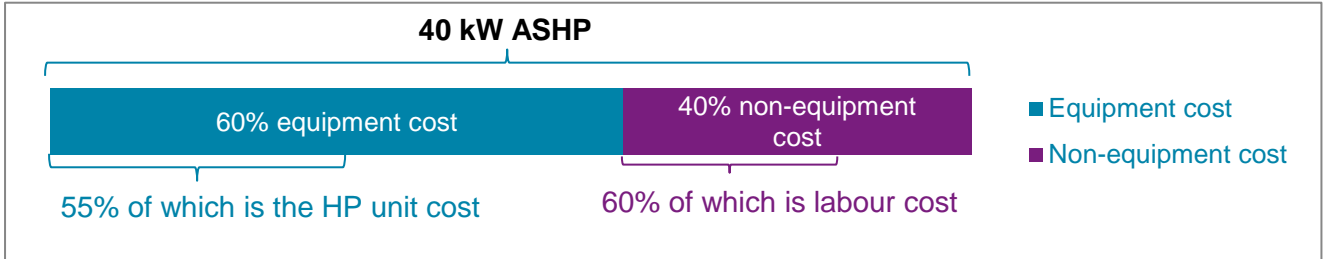 40 kW ASHP
60% equipment cost
40% non-equipment
cost
Equipment cost
Non-equipment cost
55% of which is the HP unit cost
60% of which is labour cost